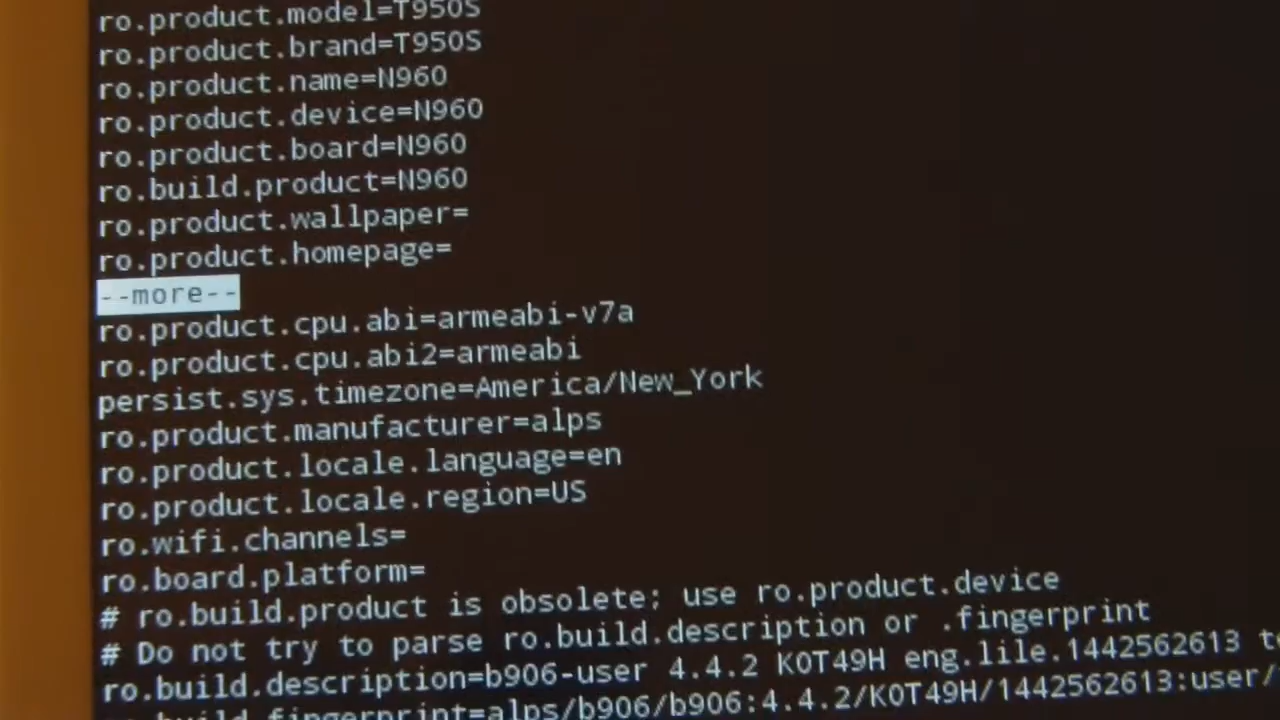 ro.product.model=T950S
ro.product.brand=T950S
ro.product.name=N960
ro.product.device=N960
ro.product.board=N960
ro.build.product=N960
ro.product.wallpaper=
ro.product.homepage=
--more--
ro.product.cpu.abi=armeabi-v7a
ro.product.cpu.abi2=armeabi
persist.sys.timezone=America/New_York
ro.product.manufacturer=alps
ro.product.locale.language=en
ro.product.locale.region=US
ro.wifi.channels=
ro.board.platform=
# ro.build.product is obsolete; use ro.product.device
# Do not try to parse ro.build.description or .fingerprint
ro.build.description=b906-user 4.4.2 KOT49H eng.lile.1442562613
ro.build.fingerprint=alps/b906/b906:4.4.2/KOT49H/1442562613:user/